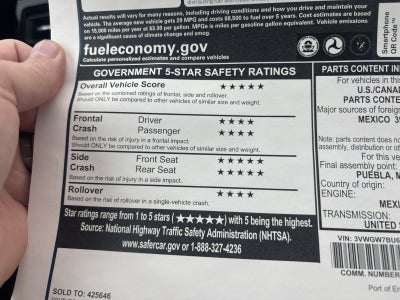 distributing fuel also create
Actual results will vary for many reasons, including driving conditions and how you drive and maintain your
vehicle. The average new vehicle gets 29 MPG and costs $8,500 to fuel over 5 years. Cost estimates are based
on 15,000 miles per year at $3.30 per gallon. MPGe is miles per gasoline gallon equivalent. Vehicle emissions
are a significant cause of climate change and smog.
fueleconomy.gov
Calculate personalized estimates and compare vehicles
Smartphone
QR Code™
GOVERNMENT 5-STAR SAFETY RATINGS
Overall Vehicle Score ★★★★★
Based on the combined ratings of frontal, side and rollover.
Should ONLY be compared to other vehicles of similar size and weight.
Frontal Driver ★★★★
Crash Passenger ★★★★
Based on the risk of injury in a frontal impact.
Should ONLY be compared to other vehicles of similar size and weight.
Side Front Seat ★★★★★
Crash Rear Seat ★★★★★
Based on the risk of injury in a side impact.
Rollover ★★★★
Based on the risk of rollover in a single-vehicle crash.
Star ratings range from 1 to 5 stars (★★★★★) with 5 being the highest.
Source: National Highway Traffic Safety Administration (NHTSA).
www.safercar.gov or 1-888-327-4236
PARTS CONTENT IN
For vehicles in this
U.S./CANAD
PARTS CONTE
Major sources of foreign
MEXICO 39
Note: parts content does no
assembly, distribution or ot
For this ve
Final assembly point:
PUEBLA, M
Country of origin:
ENGINE:
MEXI
TRANSMISSION:
UNITED S
VIN: 3VWGW7BU6
COMM. NUMBER
SOLD TO: 425646